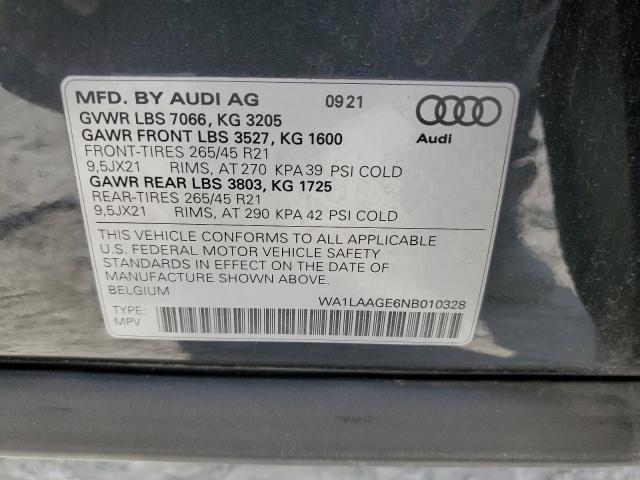 MFD. BY AUDI AG 09 21
GVWR LBS 7066, KG 3205
GAWR FRONT LBS 3527, KG 1600
FRONT-TIRES 265/45 R21
9,5JX21 RIMS, AT 270 KPA 39 PSI COLD
GAWR REAR LBS 3803, KG 1725
REAR-TIRES 265/45 R21
9,5JX21 RIMS, AT 290 KPA 42 PSI COLD
Audi
THIS VEHICLE CONFORMS TO ALL APPLICABLE
U.S. FEDERAL MOTOR VEHICLE SAFETY
STANDARDS IN EFFECT ON THE DATE OF
MANUFACTURE SHOWN ABOVE.
BELGIUM
WA1LAAGE6NB010328
TYPE:
MPV